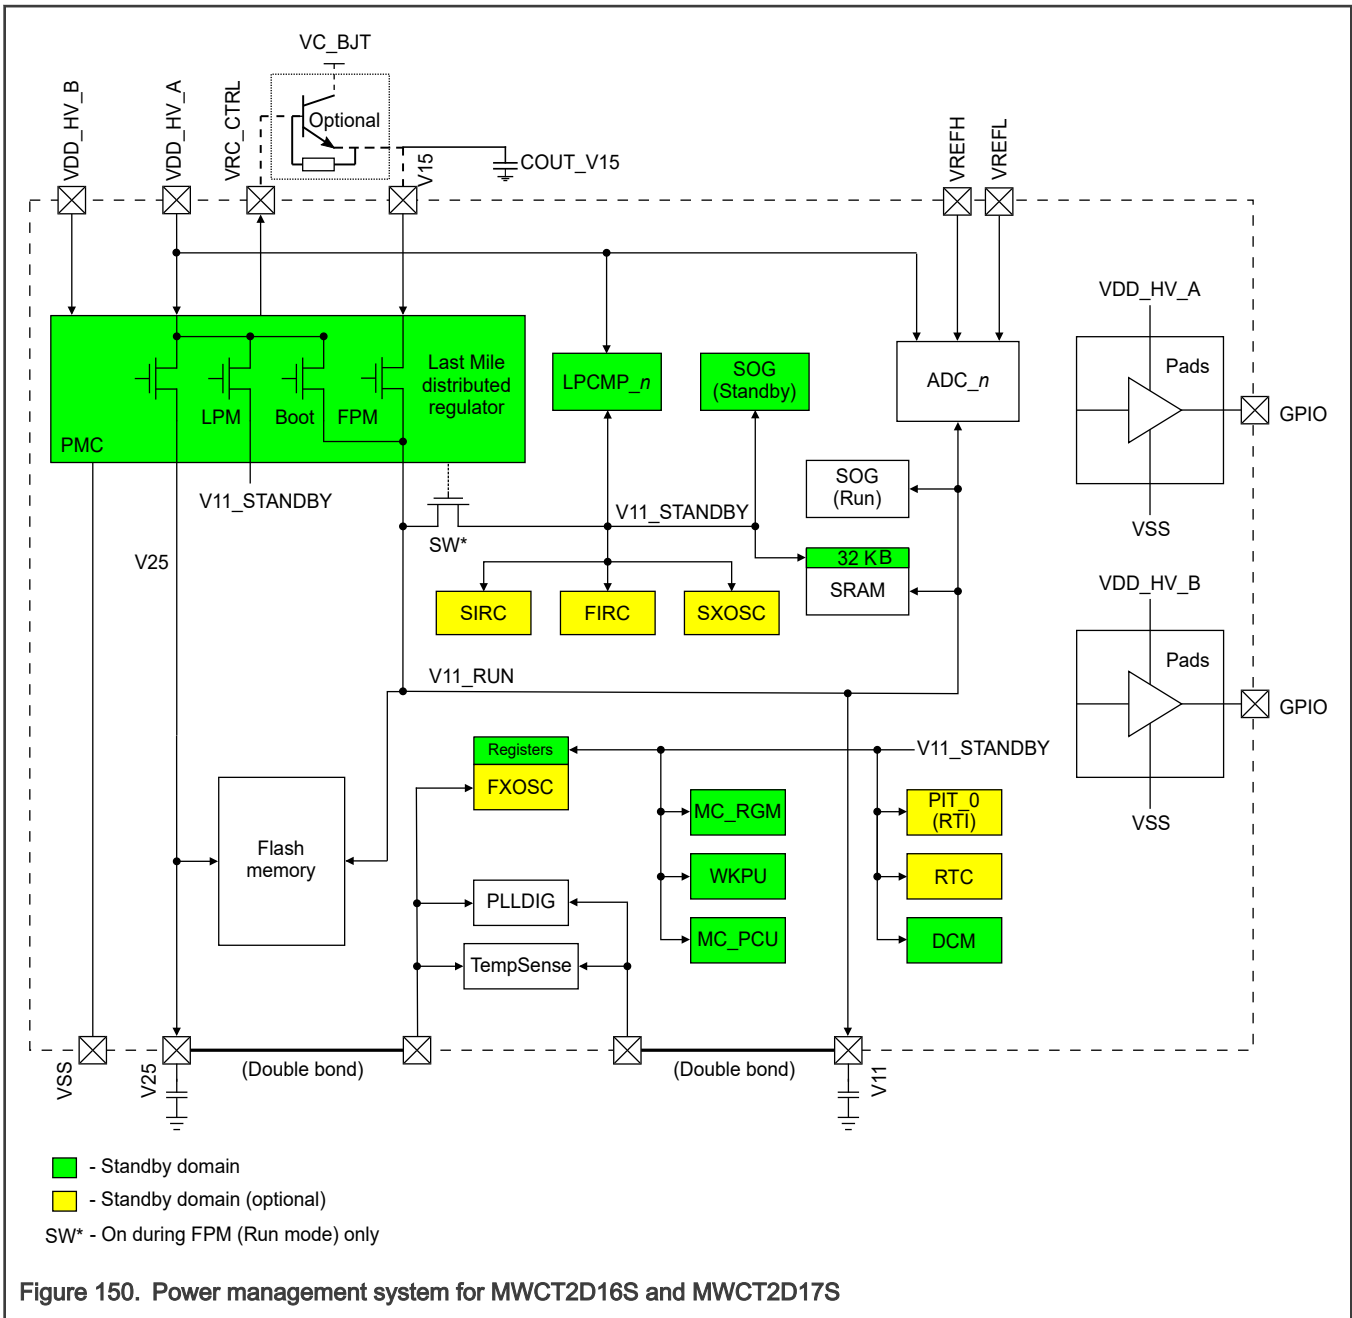 VC_BJT
VDD_HV_B
VDD_HV_A
VRC_CTRL
Optional
V15
COUT_V15
VREFH
VREFL
VDD_HV_A
Pads
GPIO
VSS
Last Mile
distributed
regulator
LPM
Boot
FPM
PMC
LPCMP_n
SOG
(Standby)
ADC_n
V11_STANDBY
SW*
V11_STANDBY
SOG
(Run)
V25
32 KB
SRAM
SIRC
FIRC
SXOSC
VDD_HV_B
Pads
GPIO
VSS
V11_RUN
Registers
FXOSC
V11_STANDBY
MC_RGM
WKPU
MC_PCU
PIT_0
(RTI)
RTC
DCM
Flash
memory
PLLDIG
TempSense
VSS
V25
(Double bond)
(Double bond)
V11
- Standby domain
- Standby domain (optional)
SW* - On during FPM (Run mode) only
Figure 150. Power management system for MWCT2D16S and MWCT2D17S